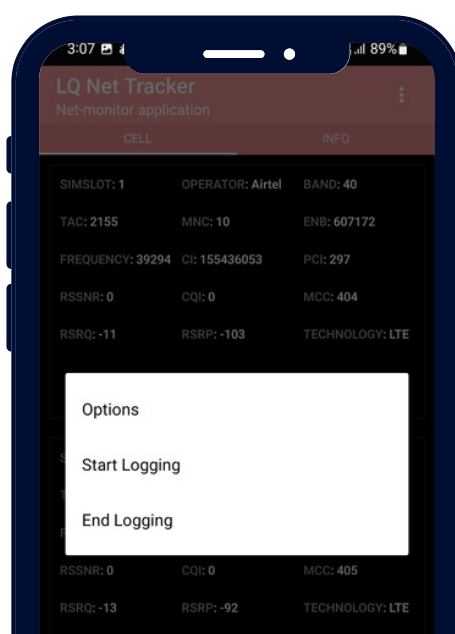 3:07 89%
LQ Net Tracker
Net-monitor application
CELL INFO
SIMSLOT: 1 OPERATOR: Airtel BAND: 40
TAC: 2155 MNC: 10 ENB: 607172
FREQUENCY: 39294 CI: 155436053 PCI: 297
RSSNR: 0 CQI: 0 MCC: 404
RSRQ: -11 RSRP: -103 TECHNOLOGY: LTE
Options
Start Logging
End Logging
RSSNR: 0 CQI: 0 MCC: 405
RSRQ: -13 RSRP: -92 TECHNOLOGY: LTE